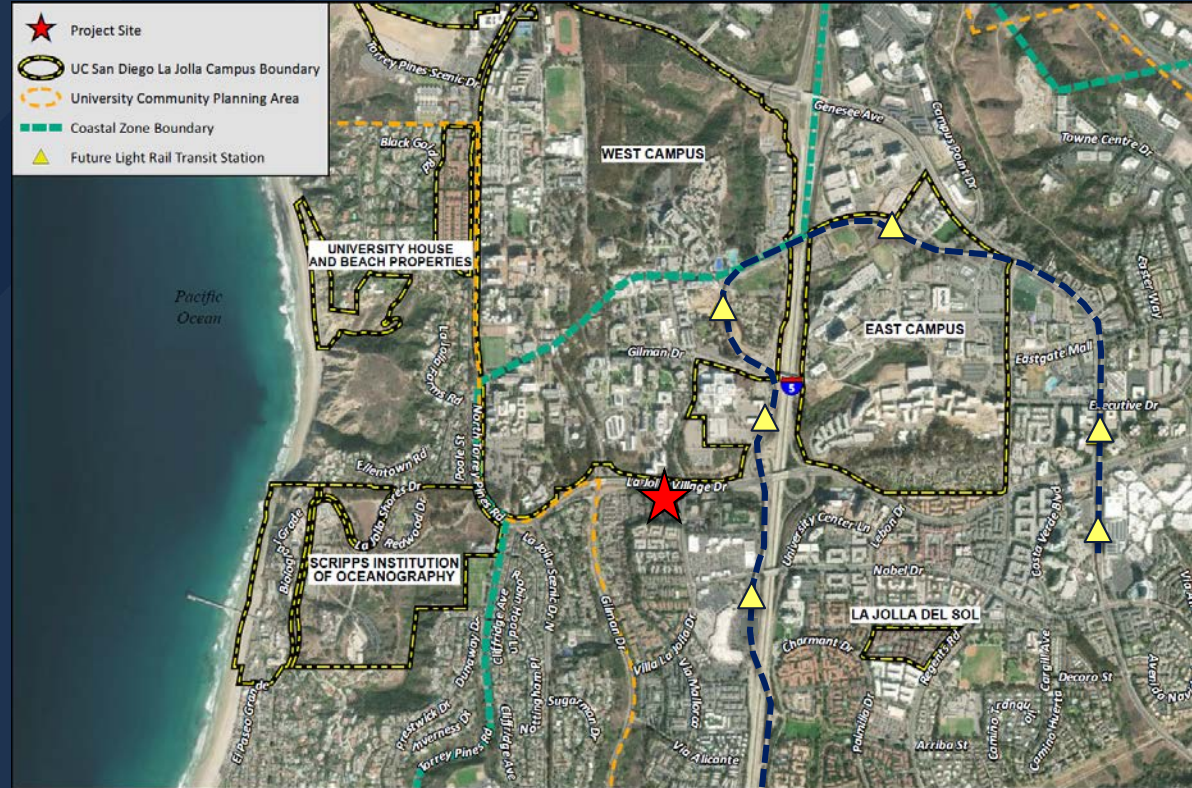 Project Site
UC San Diego La Jolla Campus Boundary
University Community Planning Area
Coastal Zone Boundary
Future Light Rail Transit Station
Torrey Pines Scenic Dr
Genesee Ave
Campus Point Dr
Towne Centre Dr
Black Gold Rd
WEST CAMPUS
UNIVERSITY HOUSE
AND BEACH PROPERTIES
Pacific
Ocean
Easter Way
La Jolla Farms Rd
Gilman Dr
EAST CAMPUS
Eastgate Mall
5
Executive Dr
North Torrey Pines Rd
Poole St
Ellentown Rd
La Jolla Village Dr
La Jolla Shores Dr
Redwood Dr
Biological Grade
University Center Ln
Lebon Dr
Costa Verde Blvd
SCRIPPS INSTITUTION
OF OCEANOGRAPHY
La Jolla Scenic Dr N
Robin Hood Ln
Cliffridge Ave
Nobel Dr
Gilman Dr
LA JOLLA DEL SOL
Dunaway Dr
Villa La Jolla Dr
Charmant Dr
Regents Rd
Cargill Ave
Decoro St
Via Mallorca
Nottingham Pl
Sugarman Dr
El Paseo Grande
Prestwick Dr
Inverness Dr
Torrey Pines Rd
Cliffridge Ave
Via Alicante
Palmilla Dr
Arriba St
Camino Huerta